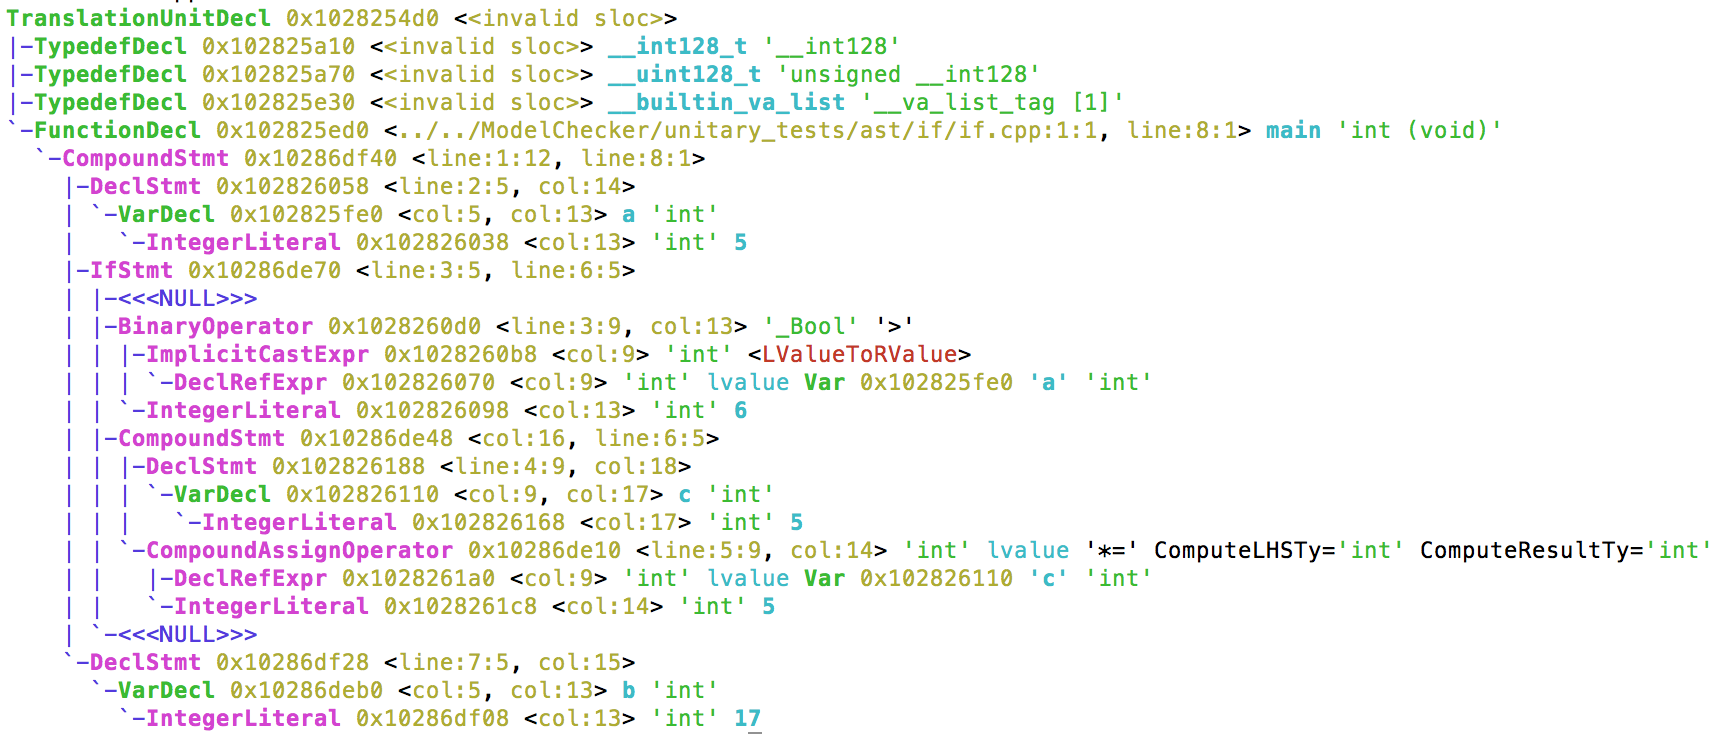 TranslationUnitDecl 0x1028254d0 <<invalid sloc>>
|-TypedefDecl 0x102825a10 <<invalid sloc>> __int128_t '__int128'
|-TypedefDecl 0x102825a70 <<invalid sloc>> __uint128_t 'unsigned __int128'
|-TypedefDecl 0x102825e30 <<invalid sloc>> __builtin_va_list '__va_list_tag [1]'
`-FunctionDecl 0x102825ed0 <../../ModelChecker/unitary_tests/ast/if/if.cpp:1:1, line:8:1> main 'int (void)'
  `-CompoundStmt 0x10286df40 <line:1:12, line:8:1>
    |-DeclStmt 0x102826058 <line:2:5, col:14>
    | `-VarDecl 0x102825fe0 <col:5, col:13> a 'int'
    |   `-IntegerLiteral 0x102826038 <col:13> 'int' 5
    |-IfStmt 0x10286de70 <line:3:5, line:6:5>
    | |-<<<NULL>>>
    | |-BinaryOperator 0x1028260d0 <line:3:9, col:13> '_Bool' '>'
    | | |-ImplicitCastExpr 0x1028260b8 <col:9> 'int' <LValueToRValue>
    | | | `-DeclRefExpr 0x102826070 <col:9> 'int' lvalue Var 0x102825fe0 'a' 'int'
    | | `-IntegerLiteral 0x102826098 <col:13> 'int' 6
    | |-CompoundStmt 0x10286de48 <col:16, line:6:5>
    | | |-DeclStmt 0x102826188 <line:4:9, col:18>
    | | | `-VarDecl 0x102826110 <col:9, col:17> c 'int'
    | | |   `-IntegerLiteral 0x102826168 <col:17> 'int' 5
    | | `-CompoundAssignOperator 0x10286de10 <line:5:9, col:14> 'int' lvalue '*=' ComputeLHSTy='int' ComputeResultTy='int'
    | |   |-DeclRefExpr 0x1028261a0 <col:9> 'int' lvalue Var 0x102826110 'c' 'int'
    | |   `-IntegerLiteral 0x1028261c8 <col:14> 'int' 5
    | `-<<<NULL>>>
    `-DeclStmt 0x10286df28 <line:7:5, col:15>
      `-VarDecl 0x10286deb0 <col:5, col:13> b 'int'
        `-IntegerLiteral 0x10286df08 <col:13> 'int' 17